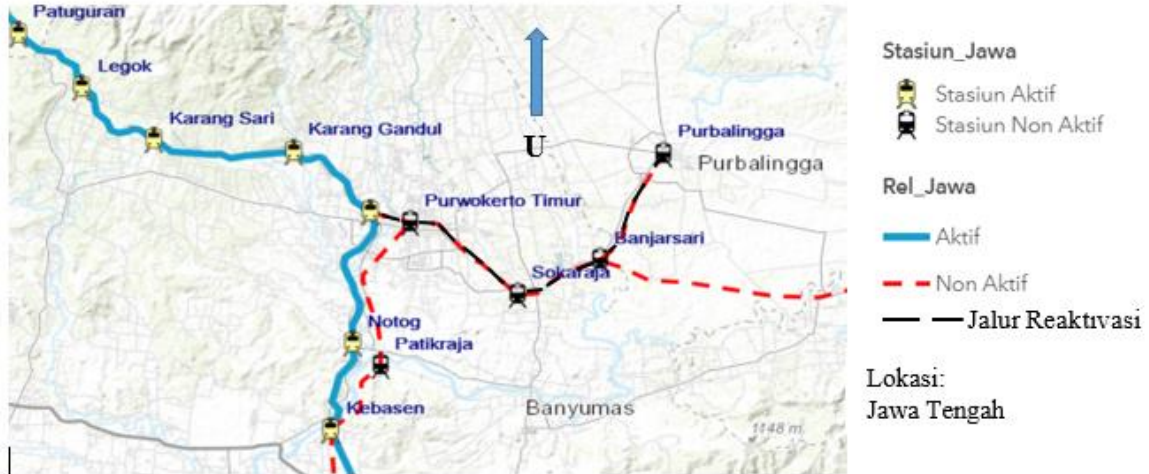 Patuguran
Legok
Karang Sari
Karang Gandul
U
Purbalingga
Purbalingga
Purwokerto Timur
Banjarsari
Sokaraja
Notog
Patikraja
Kebasen
Banyumas
1148 m
Stasiun_Jawa
Stasiun Aktif
Stasiun Non Aktif
Rel_Jawa
Aktif
Non Aktif
Jalur Reaktivasi
Lokasi:
Jawa Tengah